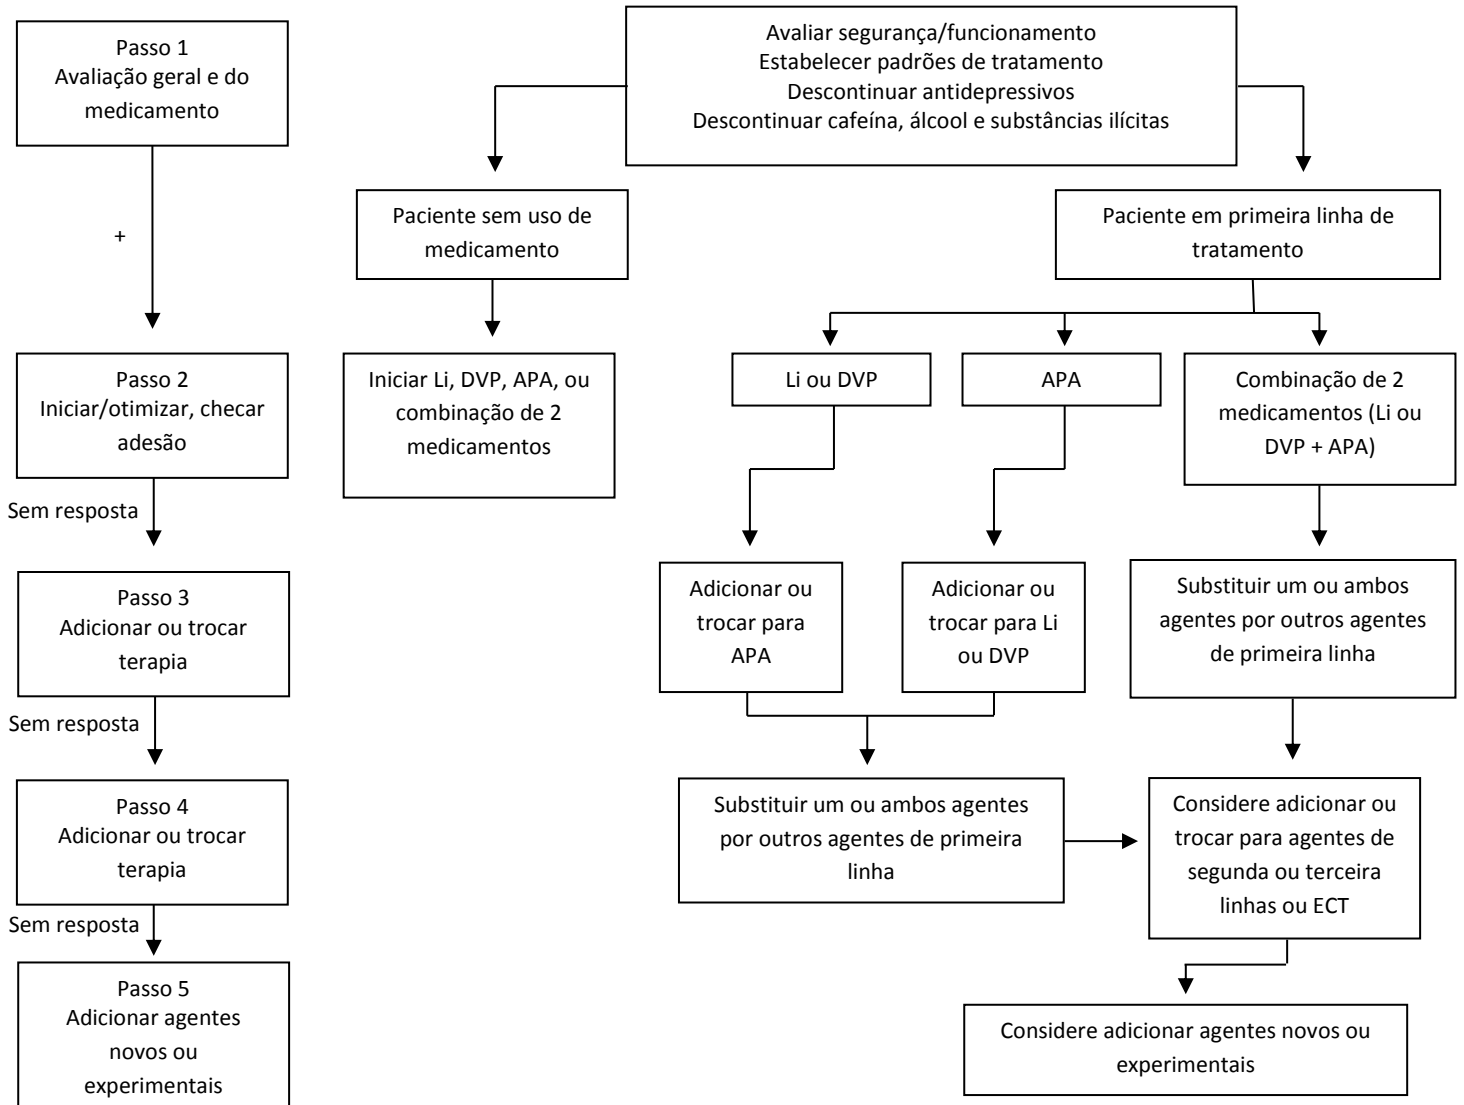 Passo 1
Avaliação geral e do
medicamento
+
Passo 2
Iniciar/otimizar, checar
adesão
Sem resposta
Passo 3
Adicionar ou trocar
terapia
Sem resposta
Passo 4
Adicionar ou trocar
terapia
Sem resposta
Passo 5
Adicionar agentes
novos ou
experimentais
Avaliar segurança/funcionamento
Estabelecer padrões de tratamento
Descontinuar antidepressivos
Descontinuar cafeína, álcool e substâncias ilícitas
Paciente sem uso de
medicamento
Iniciar Li, DVP, APA, ou
combinação de 2
medicamentos
Paciente em primeira linha de
tratamento
Li ou DVP
APA
Combinação de 2
medicamentos (Li ou
DVP + APA)
Adicionar ou
trocar para
APA
Adicionar ou
trocar para Li
ou DVP
Substituir um ou ambos
agentes por outros agentes
de primeira linha
Substituir um ou ambos agentes
por outros agentes de primeira
linha
Considere adicionar ou
trocar para agentes de
segunda ou terceira
linhas ou ECT
Considere adicionar agentes novos ou
experimentais